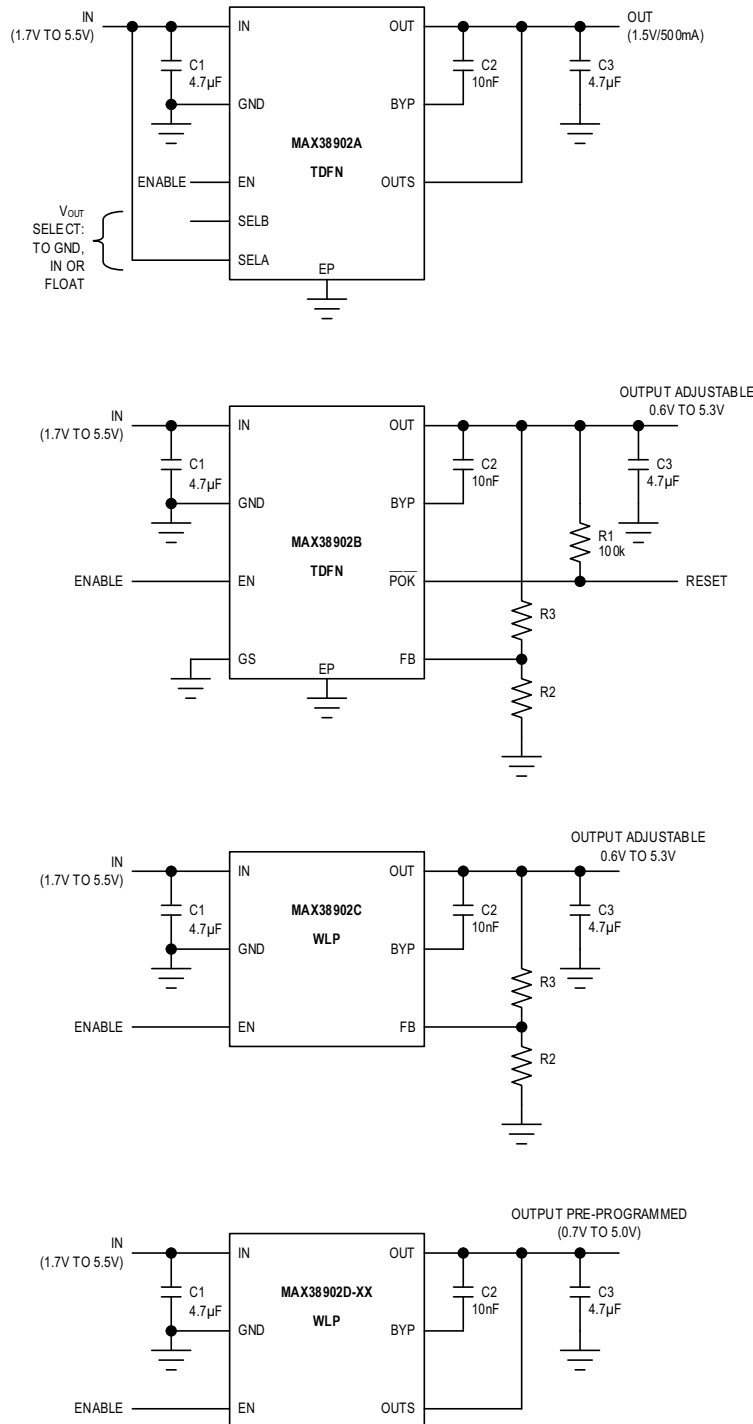 IN
(1.7V TO 5.5V)
IN
OUT
OUT
(1.5V/500mA)
C1
4.7µF
C2
10nF
C3
4.7µF
GND
BYP
MAX38902A
TDFN
ENABLE
EN
OUTS
VOUT
SELECT:
TO GND,
IN OR
FLOAT
SELB
SELA
EP
OUTPUT ADJUSTABLE
0.6V TO 5.3V
IN
(1.7V TO 5.5V)
IN
OUT
C1
4.7µF
C2
10nF
C3
4.7µF
GND
BYP
R1
100k
MAX38902B
TDFN
ENABLE
EN
POK
RESET
R3
GS
FB
EP
R2
OUTPUT ADJUSTABLE
0.6V TO 5.3V
IN
(1.7V TO 5.5V)
IN
OUT
C1
4.7µF
MAX38902C
WLP
C2
10nF
C3
4.7µF
GND
BYP
R3
ENABLE
EN
FB
R2
OUTPUT PRE-PROGRAMMED
(0.7V TO 5.0V)
IN
(1.7V TO 5.5V)
IN
OUT
C1
4.7µF
MAX38902D-XX
WLP
C2
10nF
C3
4.7µF
GND
BYP
ENABLE
EN
OUTS